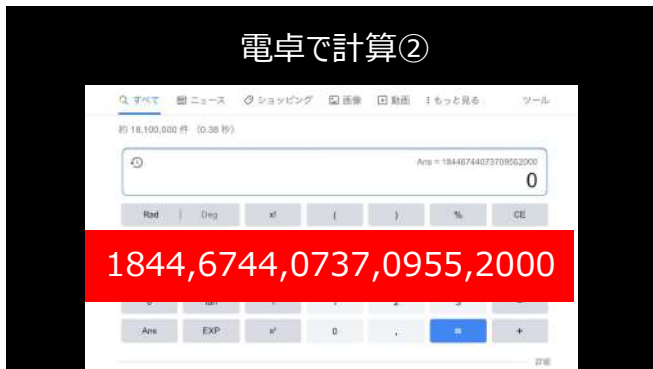 電卓で計算②
すべて ニュース ショッピング 画像 動画 もっと見る ツール
約 18,100,000 件 (0.38 秒)
Ans = 18446744073709552000
0
Rad | Deg x! ( ) % CE
1844,6744,0737,0955,2000
Ans EXP 0 . = +
詳細